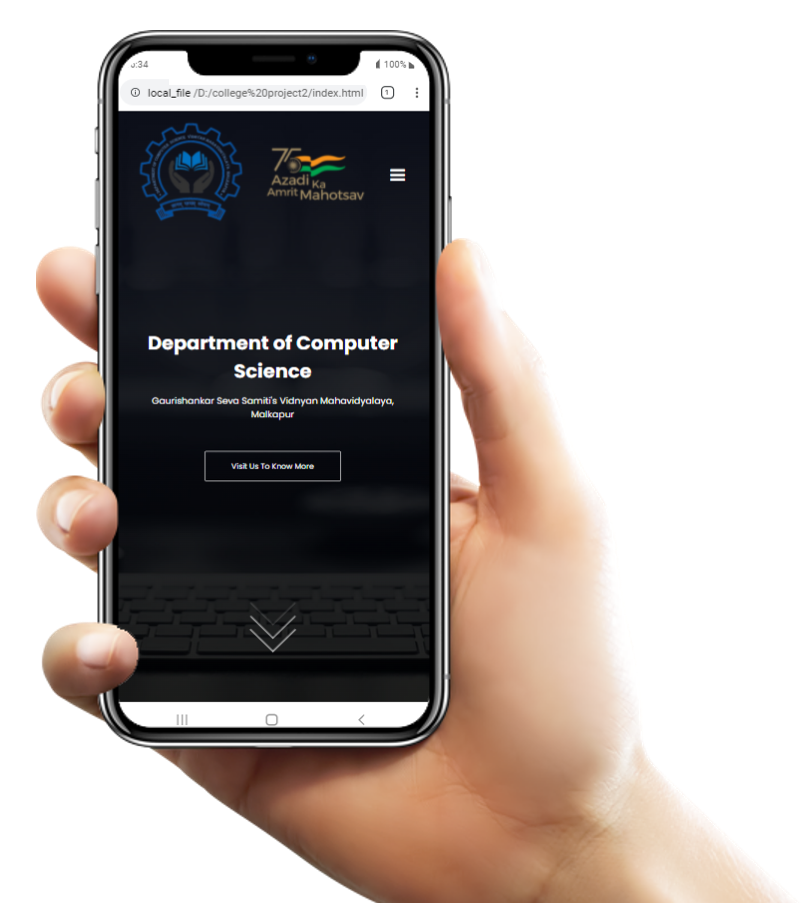 :34
100%
local_file /D:/college%20project2/index.html
1
75
Azadi Ka
Amrit Mahotsav
Department of Computer
Science
Gaurishankar Seva Samiti's Vidnyan Mahavidyalaya,
Malkapur
Visit Us To Know More